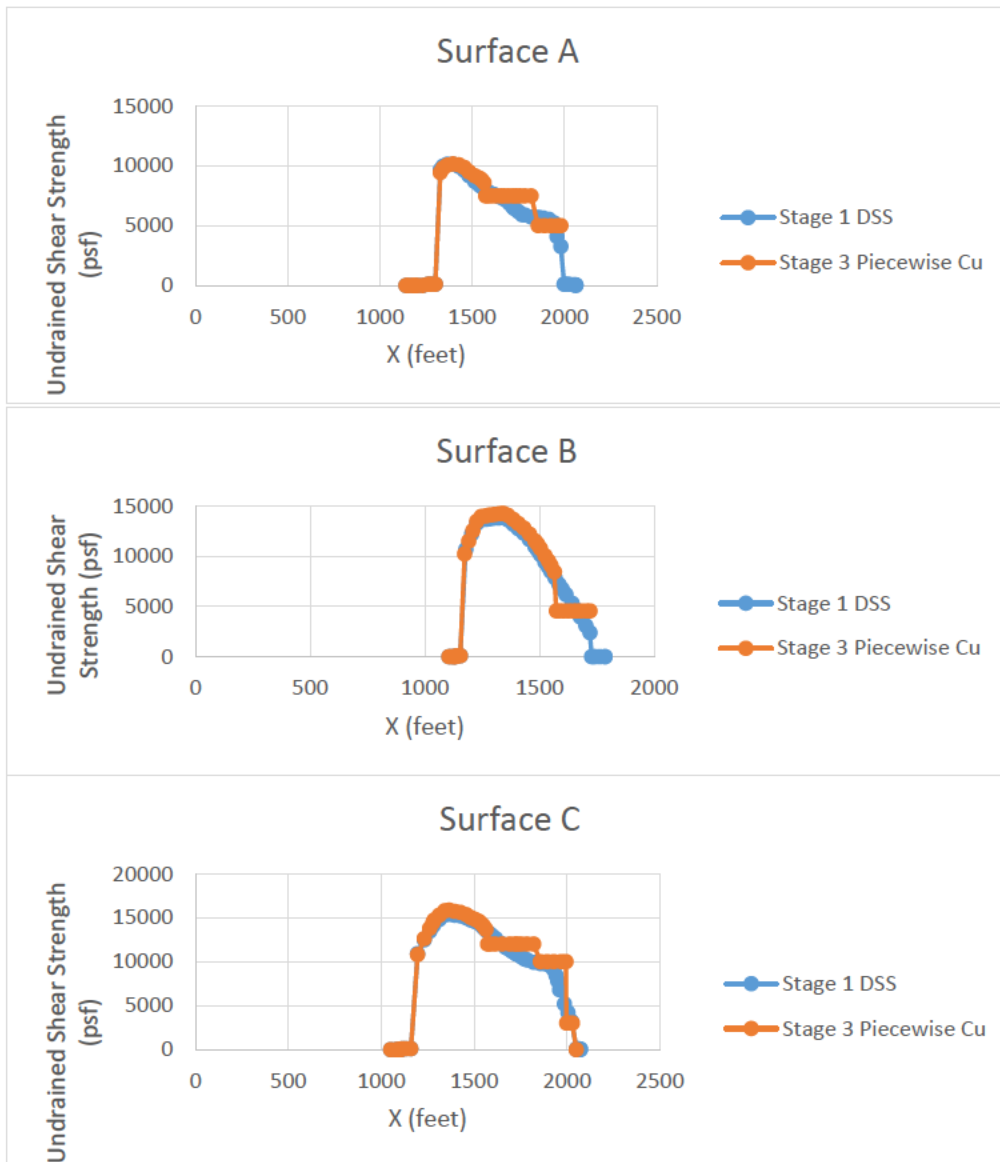 Surface A
Undrained Shear Strength
(psf)
15000
10000
5000
0
0 500 1000 1500 2000 2500
X (feet)
Stage 1 DSS
Stage 3 Piecewise Cu
Surface B
Undrained Shear
Strength (psf)
15000
10000
5000
0
0 500 1000 1500 2000
X (feet)
Stage 1 DSS
Stage 3 Piecewise Cu
Surface C
Undrained Shear Strength
(psf)
20000
15000
10000
5000
0
0 500 1000 1500 2000 2500
X (feet)
Stage 1 DSS
Stage 3 Piecewise Cu